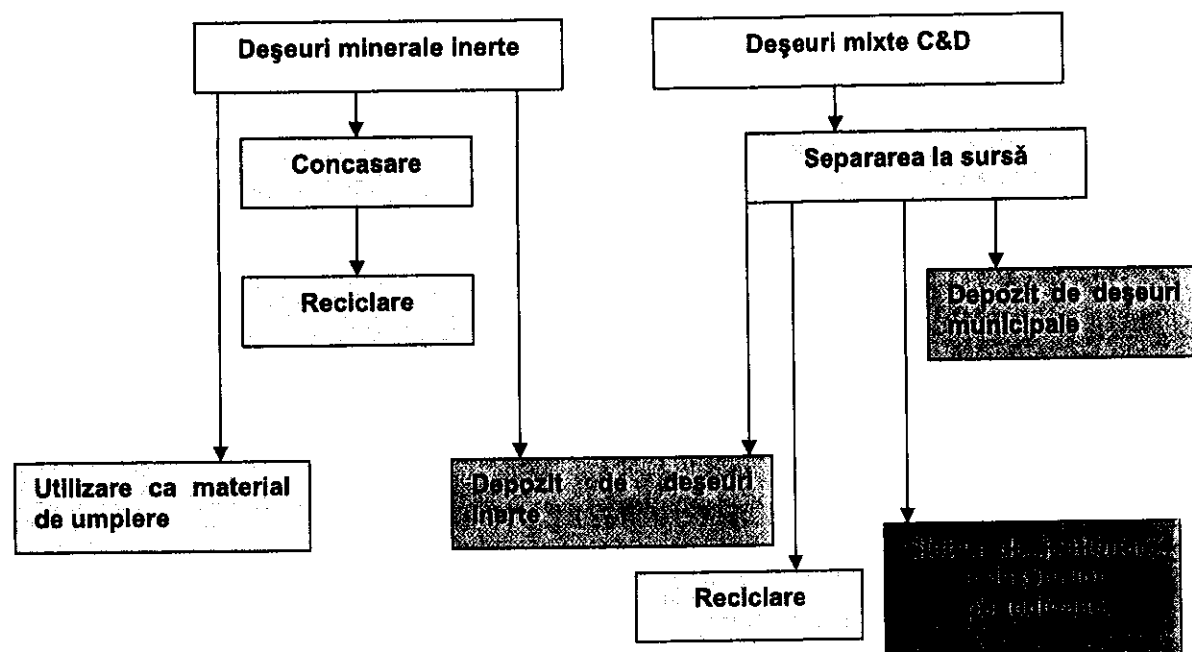 Deşeuri minerale inerte
Deşeuri mixte C&D
Concasare
Separarea la sursă
Reciclare
Depozit de deşeuri
municipale
Utilizare ca material
de umplere
Depozit de deşeuri
inerte
Reciclare